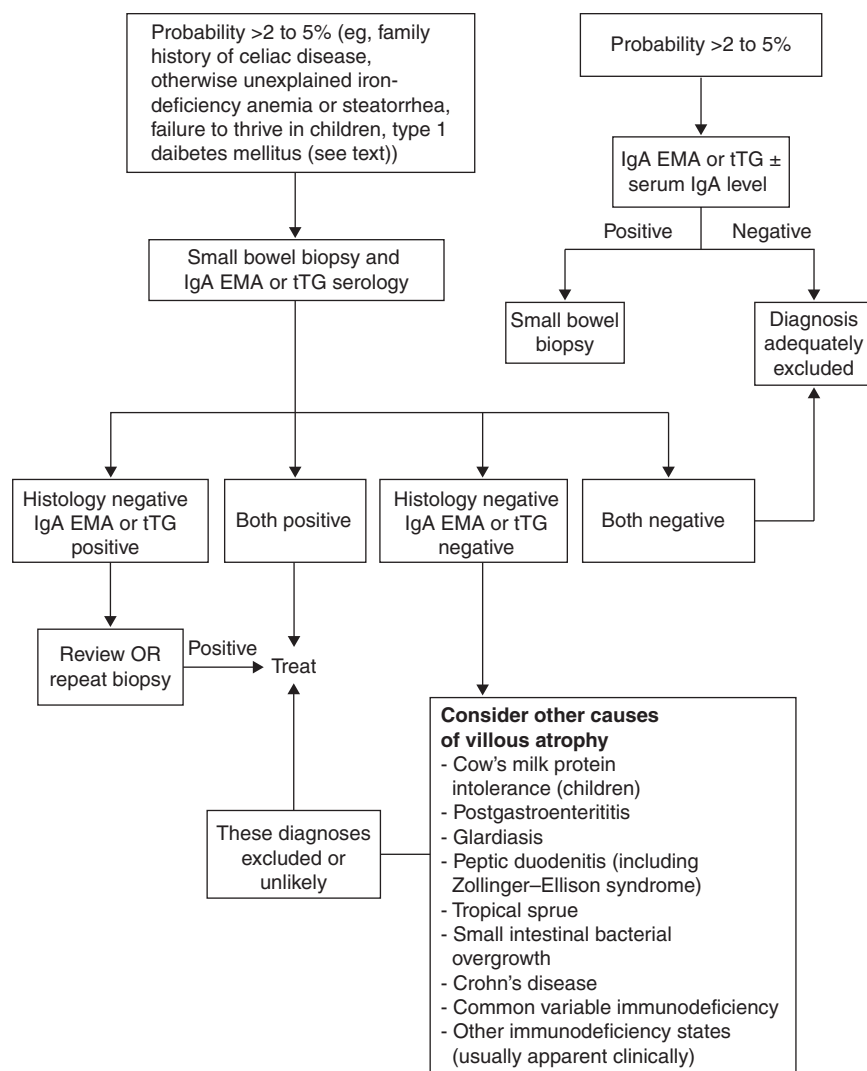 Probability >2 to 5% (eg, family
history of celiac disease,
otherwise unexplained iron-
deficiency anemia or steatorrhea,
failure to thrive in children, type 1
daibetes mellitus (see text))
Probability >2 to 5%
IgA EMA or tTG ±
serum IgA level
Positive
Negative
Small bowel biopsy and
IgA EMA or tTG serology
Small bowel
biopsy
Diagnosis
adequately
excluded
Histology negative
IgA EMA or tTG
positive
Both positive
Histology negative
IgA EMA or tTG
negative
Both negative
Review OR
repeat biopsy
Positive
Treat
These diagnoses
excluded or
unlikely
Consider other causes
of villous atrophy
- Cow's milk protein
intolerance (children)
- Postgastroenterititis
- Glardiasis
- Peptic duodenitis (including
Zollinger–Ellison syndrome)
- Tropical sprue
- Small intestinal bacterial
overgrowth
- Crohn's disease
- Common variable immunodeficiency
- Other immunodeficiency states
(usually apparent clinically)